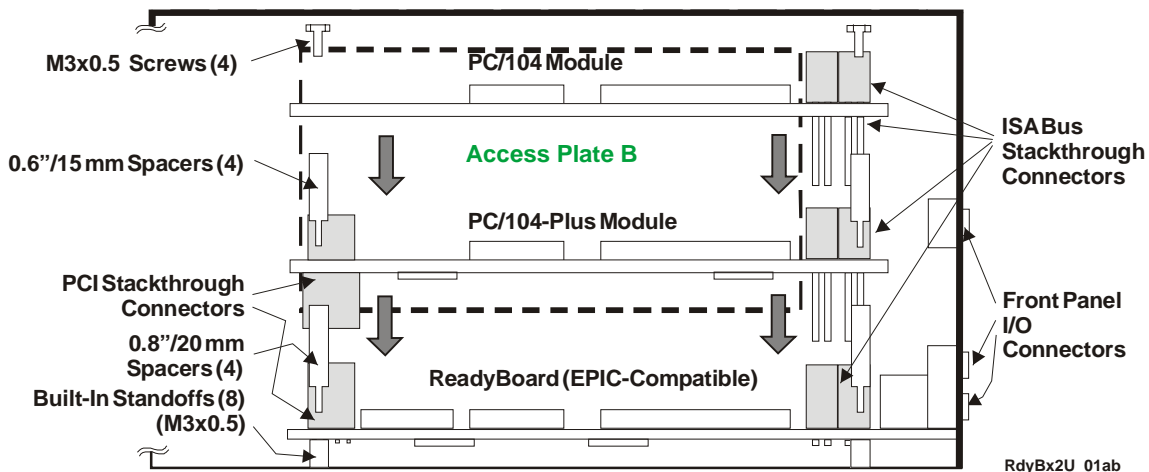 M3x0.5 Screws (4)
PC/104 Module
0.6”/15 mm Spacers (4)
Access Plate B
ISA Bus
Stackthrough
Connectors
PC/104-Plus Module
PCI Stackthrough
Connectors
0.8”/20 mm
Spacers (4)
Built-In Standoffs (8)
(M3x0.5)
ReadyBoard (EPIC-Compatible)
Front Panel
I/O
Connectors
RdyBx2U_01ab